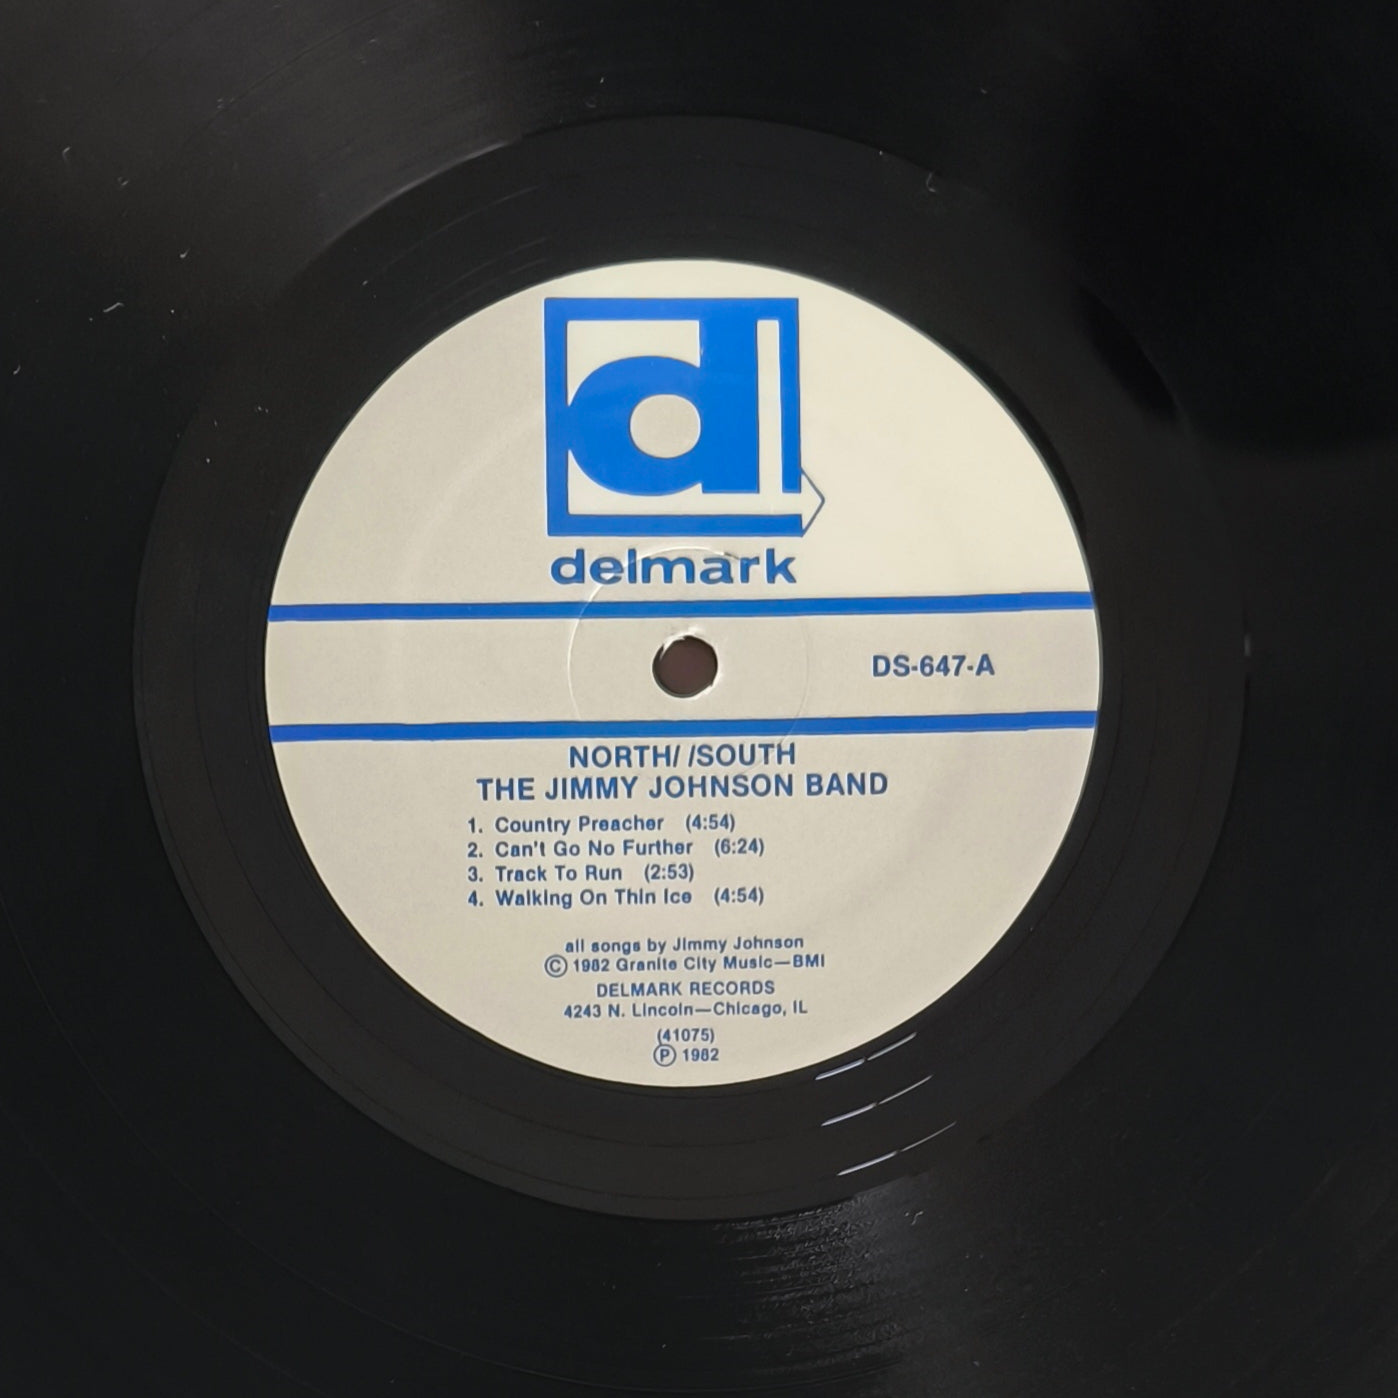 d
delmark
DS-647-A
NORTH/ /SOUTH
THE JIMMY JOHNSON BAND
1. Country Preacher (4:54)
2. Can't Go No Further (6:24)
3. Track To Run (2:53)
4. Walking On Thin Ice (4:54)
all songs by Jimmy Johnson
© 1982 Granite City Music—BMI
DELMARK RECORDS
4243 N. Lincoln—Chicago, IL
(41075)
℗ 1982